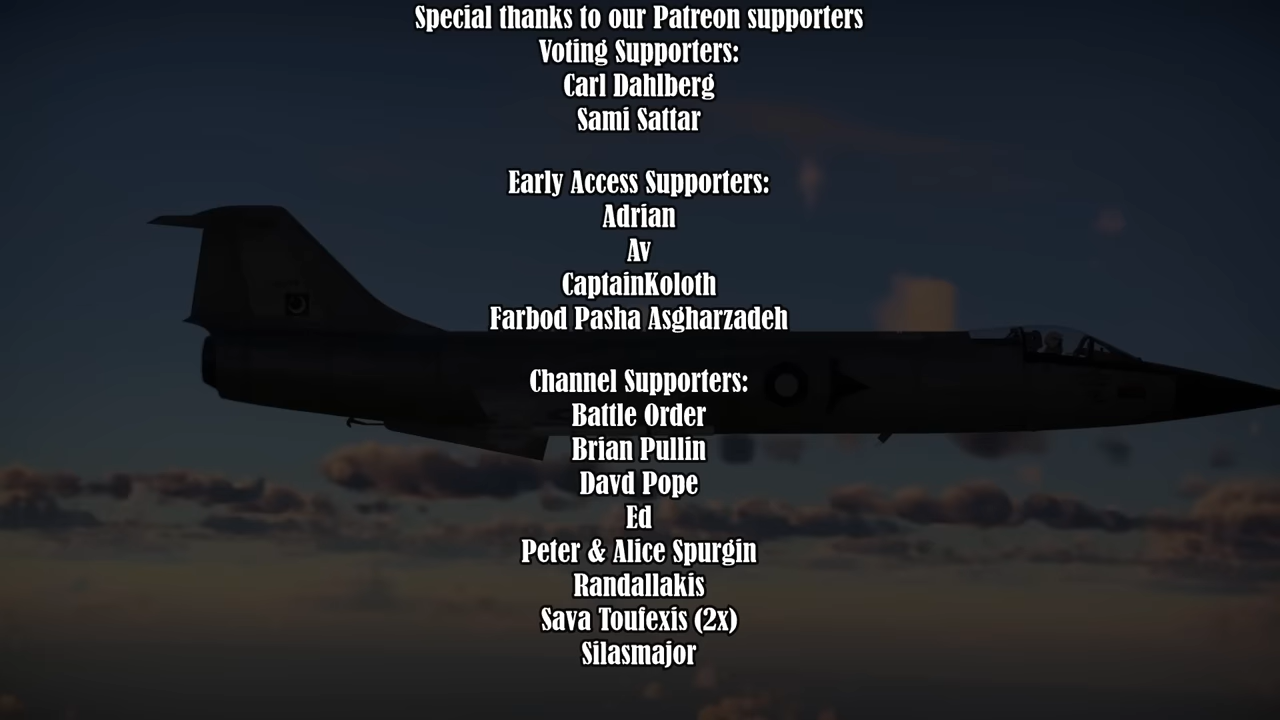 Special thanks to our Patreon supporters
Voting Supporters:
Carl Dahlberg
Sami Sattar
Early Access Supporters:
Adrian
Av
CaptainKoloth
Farbod Pasha Asgharzadeh
Channel Supporters:
Battle Order
Brian Pullin
Davd Pope
Ed
Peter & Alice Spurgin
Randallakis
Sava Toufexis (2x)
Silasmajor